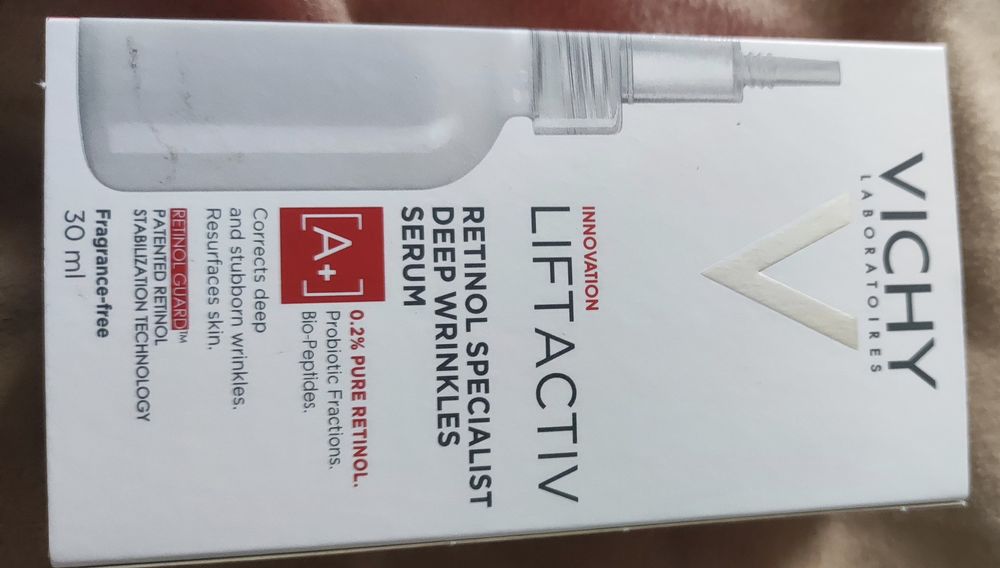 VICHY
LABORATOIRES
INNOVATION
LIFTACTIV
RETINOL SPECIALIST
DEEP WRINKLES
SERUM
[A+]
0.2% PURE RETINOL.
Probiotic Fractions.
Bio-Peptides.
Corrects deep
and stubborn wrinkles.
Resurfaces skin.
RETINOL GUARD™
PATENTED RETINOL
STABILIZATION TECHNOLOGY
Fragrance-free
30 ml